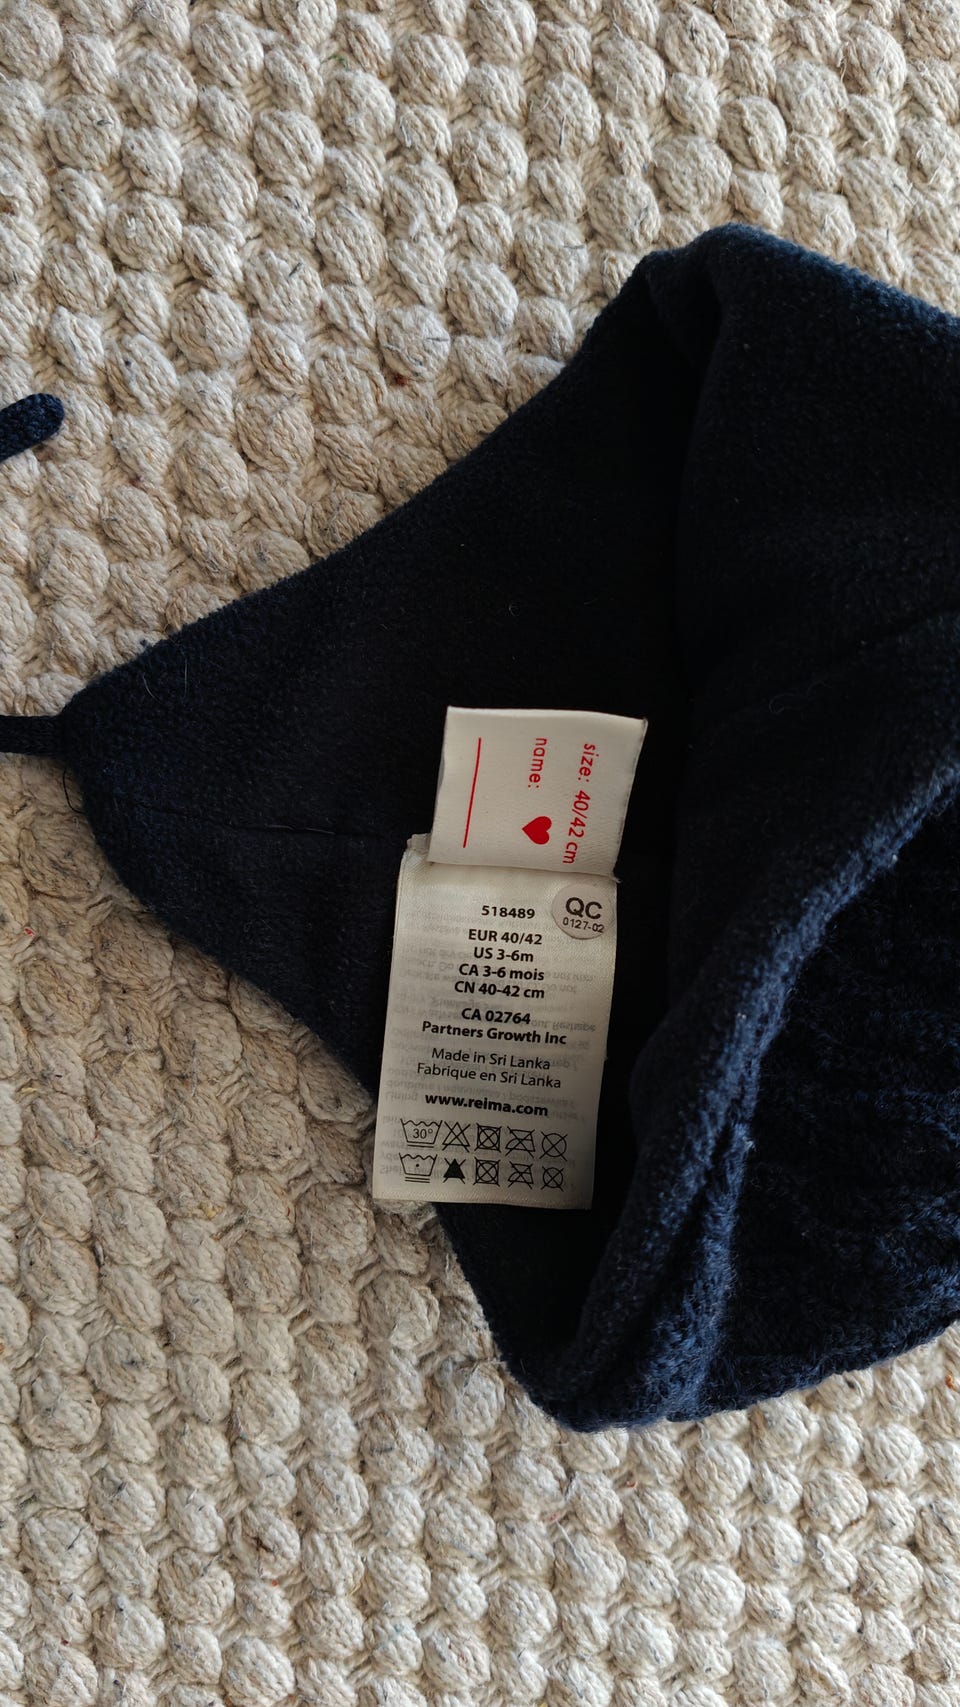 size: 40/42 cm
name:
QC
0127-02
518489
EUR 40/42
US 3-6m
CA 3-6 mois
CN 40-42 cm
CA 02764
Partners Growth Inc
Made in Sri Lanka
Fabrique en Sri Lanka
www.reima.com
30°